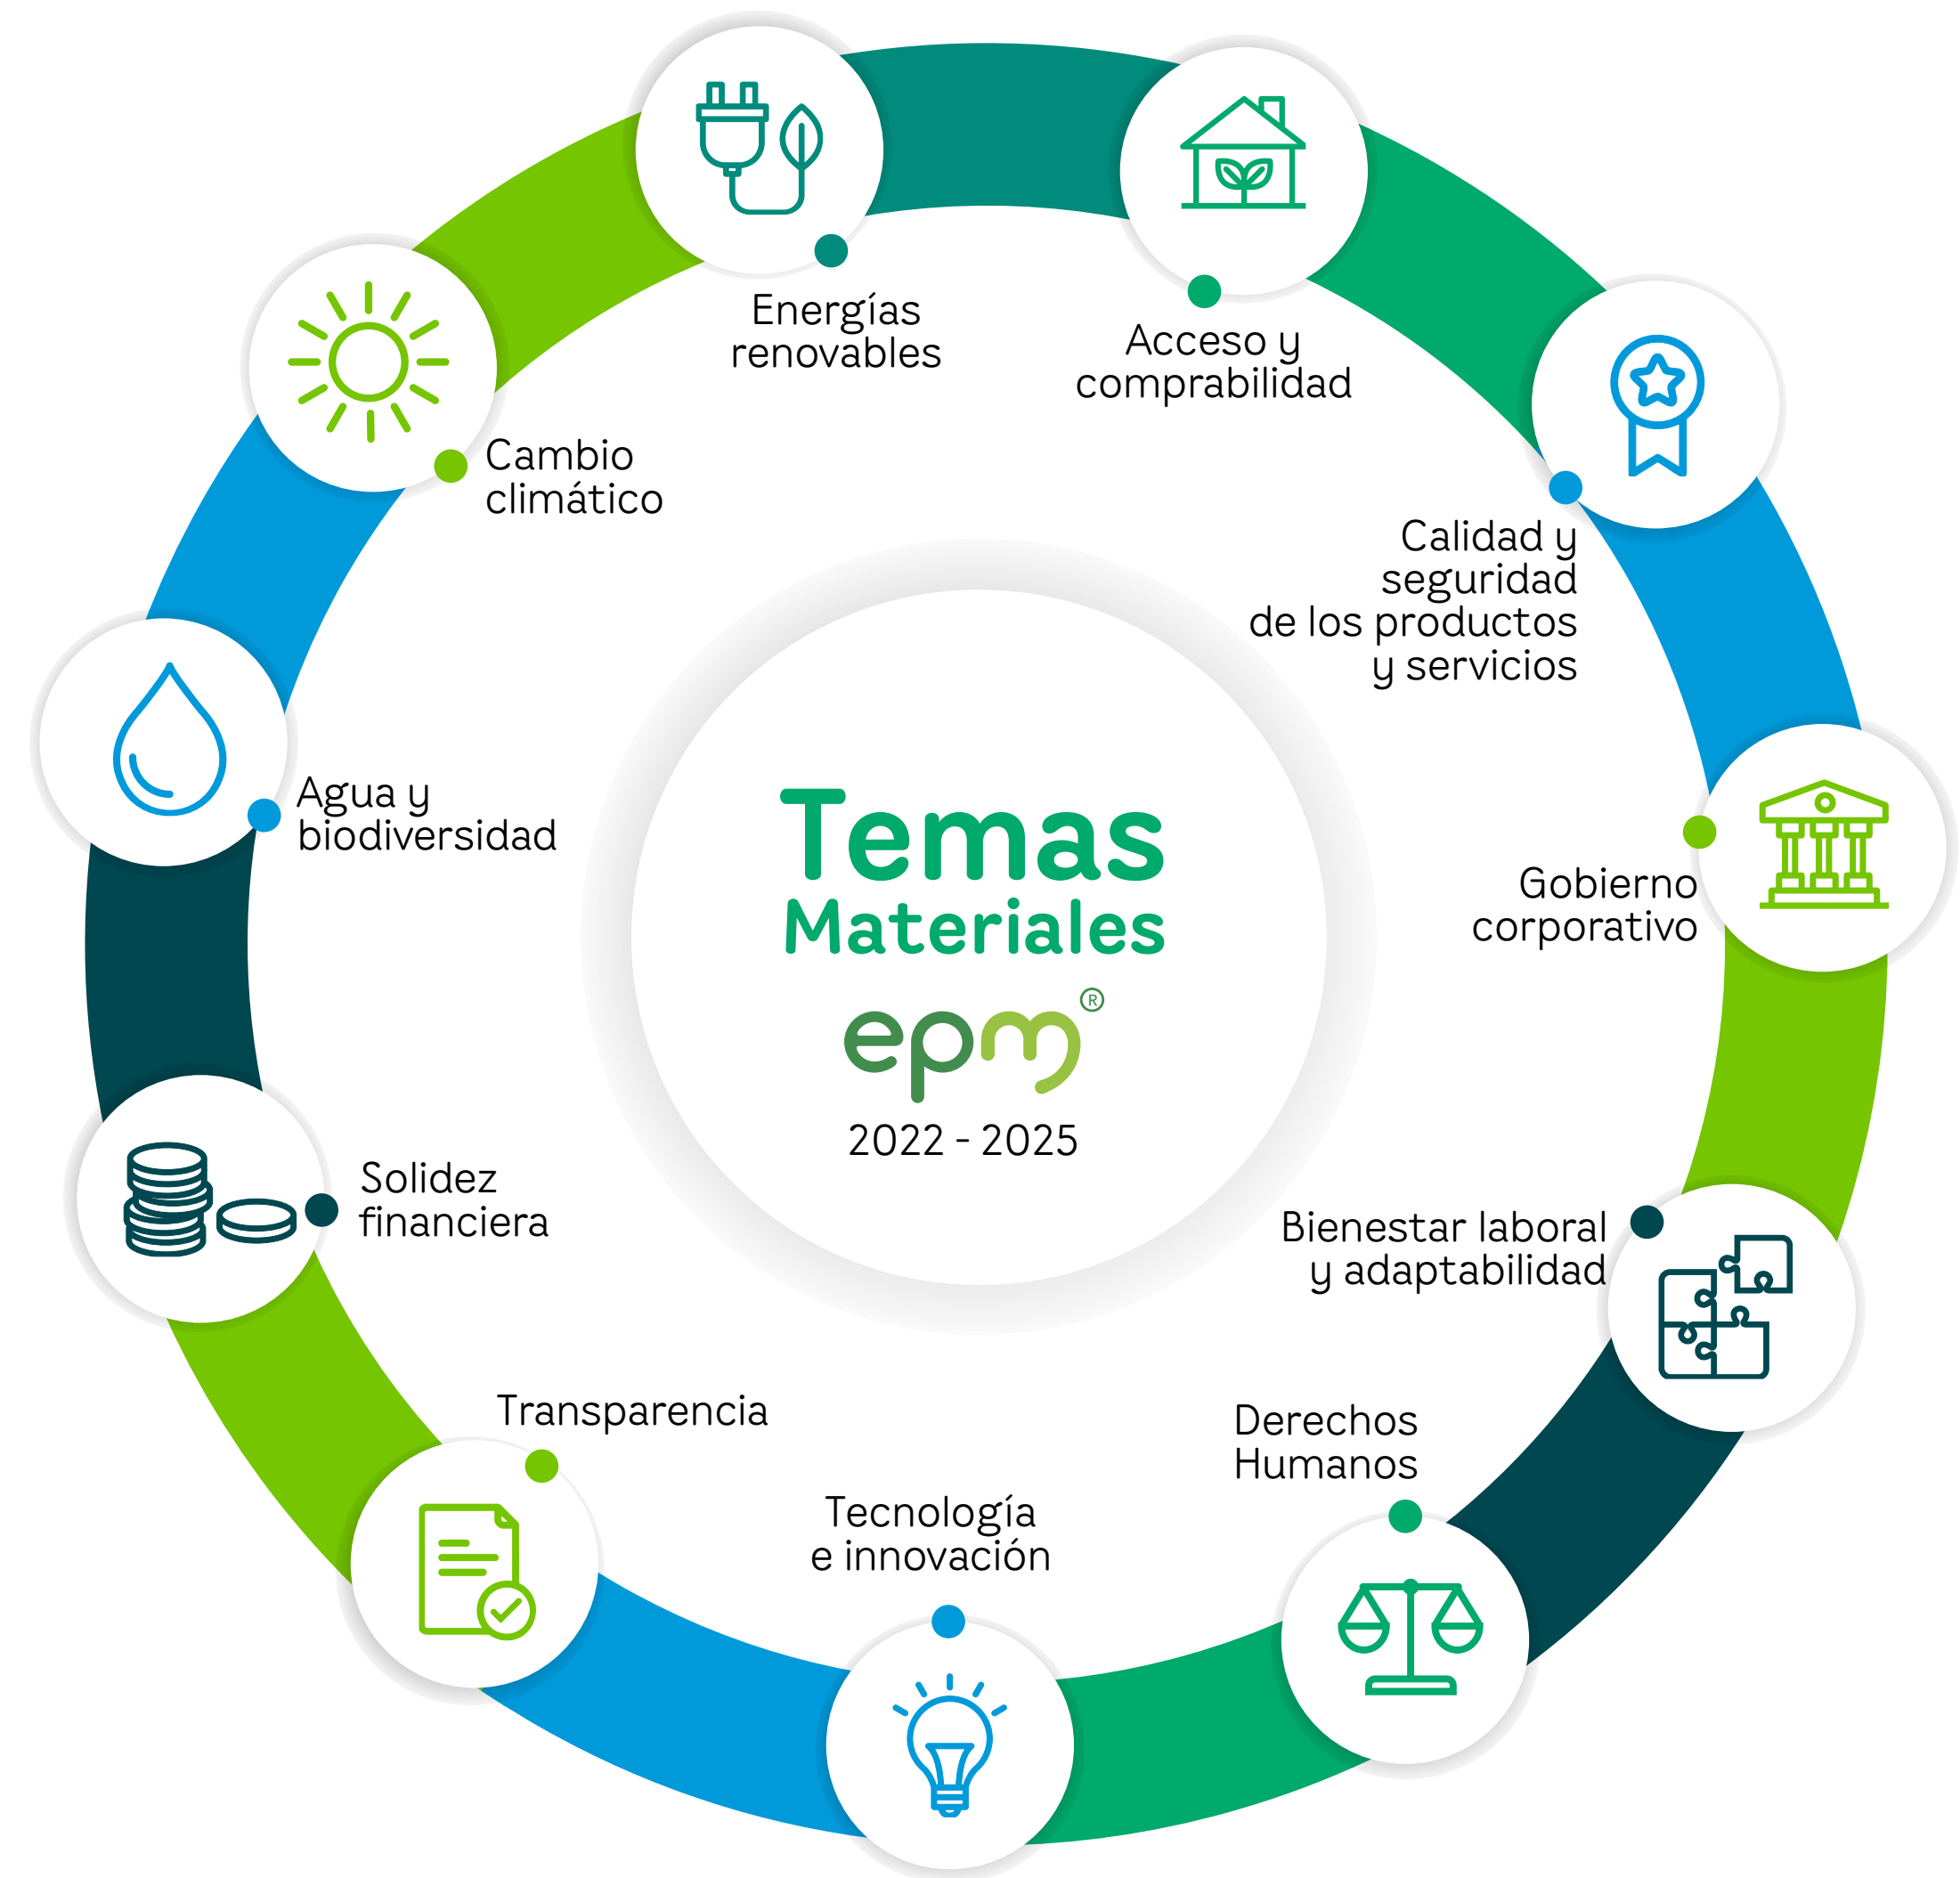 Energías
renovables
Acceso y
comprabilidad
Calidad y
seguridad
de los productos
y servicios
Gobierno
corporativo
Bienestar laboral
y adaptabilidad
Derechos
Humanos
Tecnología
e innovación
Transparencia
Solidez
financiera
Agua y
biodiversidad
Cambio
climático
Temas
Materiales
epm®
2022 - 2025